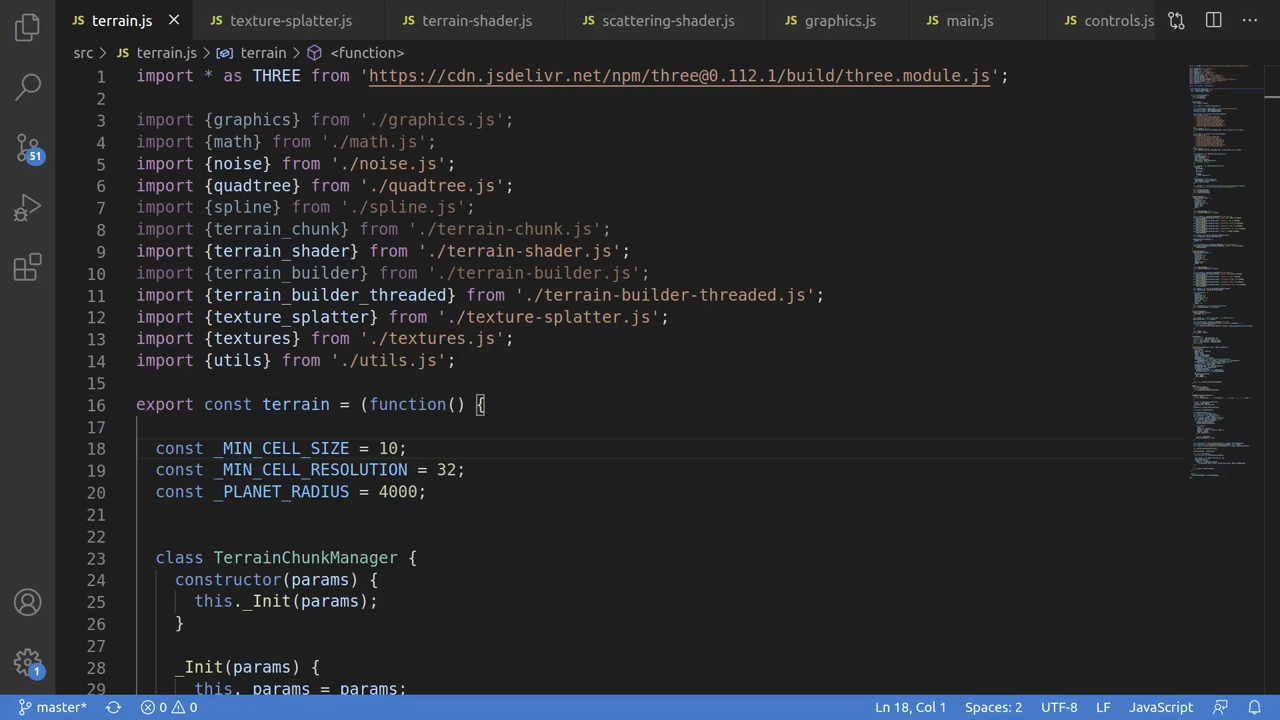 JS terrain.js
JS texture-splatter.js
JS terrain-shader.js
JS scattering-shader.js
JS graphics.js
JS main.js
JS controls.js
src > JS terrain.js > terrain > <function>
1 import * as THREE from 'https://cdn.jsdelivr.net/npm/three@0.112.1/build/three.module.js';
2
3 import {graphics} from './graphics.js';
4 import {math} from './math.js';
5 import {noise} from './noise.js';
6 import {quadtree} from './quadtree.js';
7 import {spline} from './spline.js';
8 import {terrain_chunk} from './terrain-chunk.js';
9 import {terrain_shader} from './terrain-shader.js';
10 import {terrain_builder} from './terrain-builder.js';
11 import {terrain_builder_threaded} from './terrain-builder-threaded.js';
12 import {texture_splatter} from './texture-splatter.js';
13 import {textures} from './textures.js';
14 import {utils} from './utils.js';
15
16 export const terrain = (function() {
17
18 const _MIN_CELL_SIZE = 10;
19 const _MIN_CELL_RESOLUTION = 32;
20 const _PLANET_RADIUS = 4000;
21
22
23 class TerrainChunkManager {
24 constructor(params) {
25 this._Init(params);
26 }
27
28 _Init(params) {
29 this._params = params;
51
1
master*
0 0
Ln 18, Col 1
Spaces: 2
UTF-8
LF
JavaScript